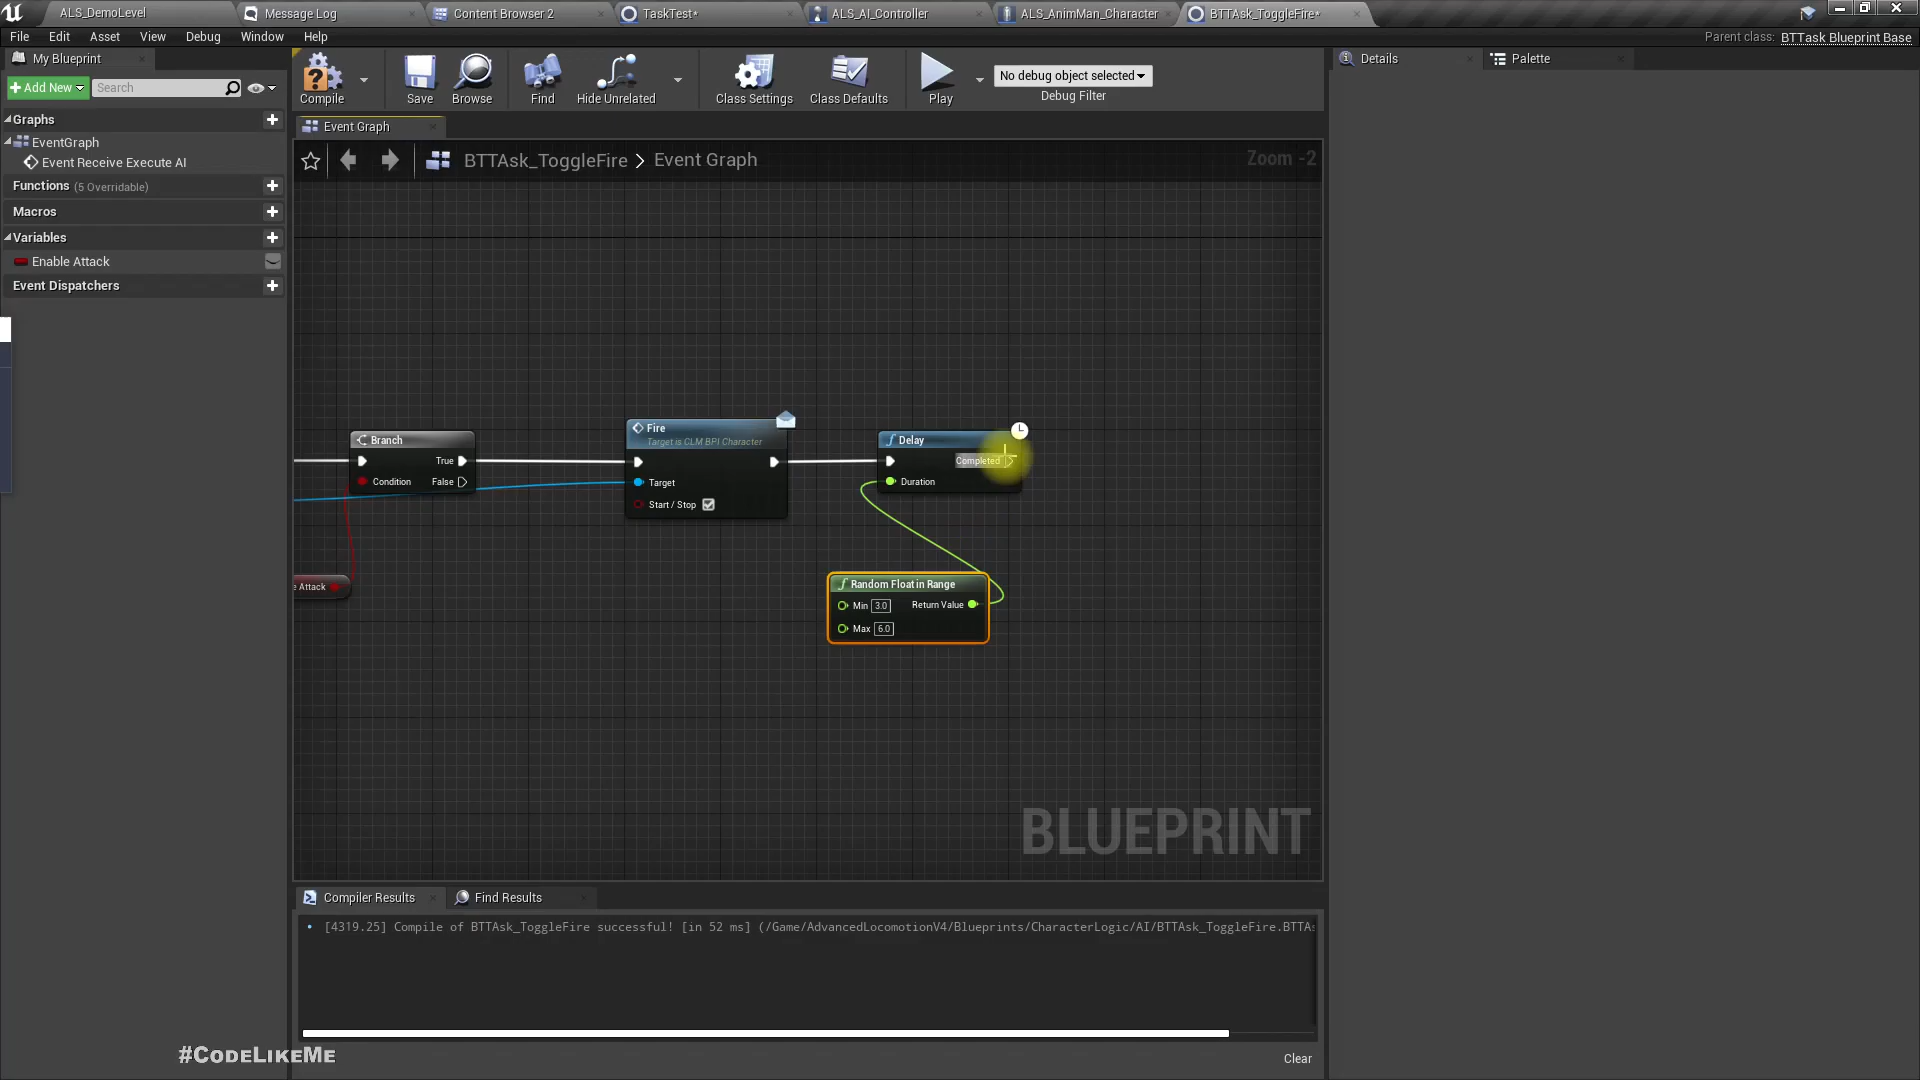 ALS_DemoLevel
Message Log
Content Browser 2
TaskTest*
ALS_AI_Controller
ALS_AnimMan_Character
BTTAsk_ToggleFire*
File Edit Asset View Debug Window Help
Parent class: BTTask Blueprint Base
My Blueprint
Add New
Search
Compile
Save
Browse
Find
Hide Unrelated
Class Settings
Class Defaults
Play
No debug object selected
Debug Filter
Details
Palette
Graphs
EventGraph
Event Receive Execute AI
Functions (5 Overridable)
Macros
Variables
Enable Attack
Event Dispatchers
Event Graph
BTTAsk_ToggleFire > Event Graph
Zoom -2
Branch
True
Condition
False
e Attack
Fire
Target is CLM BPI Character
Target
Start / Stop
Delay
Completed
Duration
Random Float in Range
Min 3.0
Return Value
Max 6.0
BLUEPRINT
Compiler Results
Find Results
[4319.25] Compile of BTTAsk_ToggleFire successful! [in 52 ms] (/Game/AdvancedLocomotionV4/Blueprints/CharacterLogic/AI/BTTAsk_ToggleFire.BTTAs
Clear
#CodeLikeMe